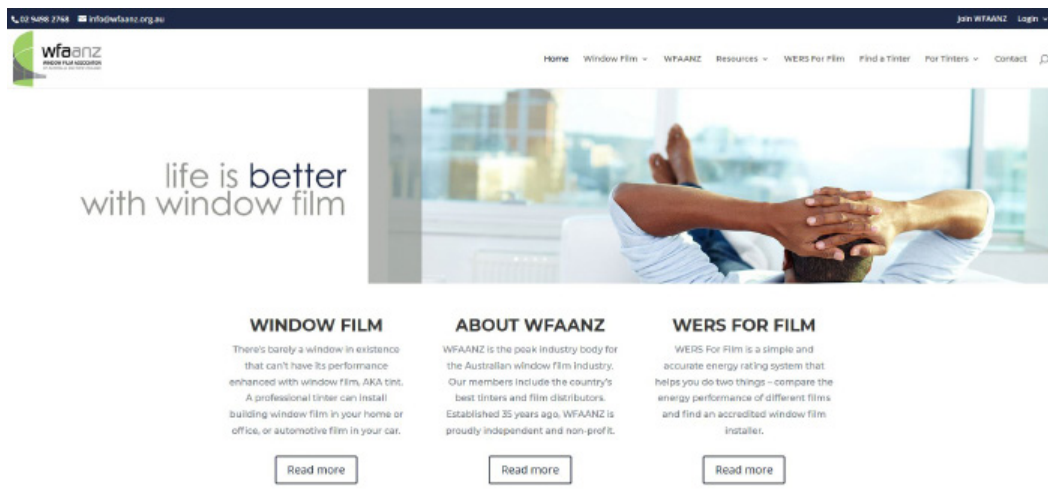 02 9498 2768 info@wfaanz.org.au Join WFAANZ Login
wfaanz
WINDOW FILM ASSOCIATION
Home Window Film WFAANZ Resources WERS For Film Find a Tinter For Tinters Contact
life is better
with window film
WINDOW FILM
There's barely a window in existence
that can't have its performance
enhanced with window film, AKA tint.
A professional tinter can install
building window film in your home or
office, or automotive film in your car.
Read more
ABOUT WFAANZ
WFAANZ is the peak industry body for
the Australian window film industry.
Our members include the country's
best tinters and film distributors.
Established 35 years ago, WFAANZ is
proudly independent and non-profit.
Read more
WERS FOR FILM
WERS For Film is a simple and
accurate energy rating system that
helps you do two things – compare the
energy performance of different films
and find an accredited window film
installer.
Read more